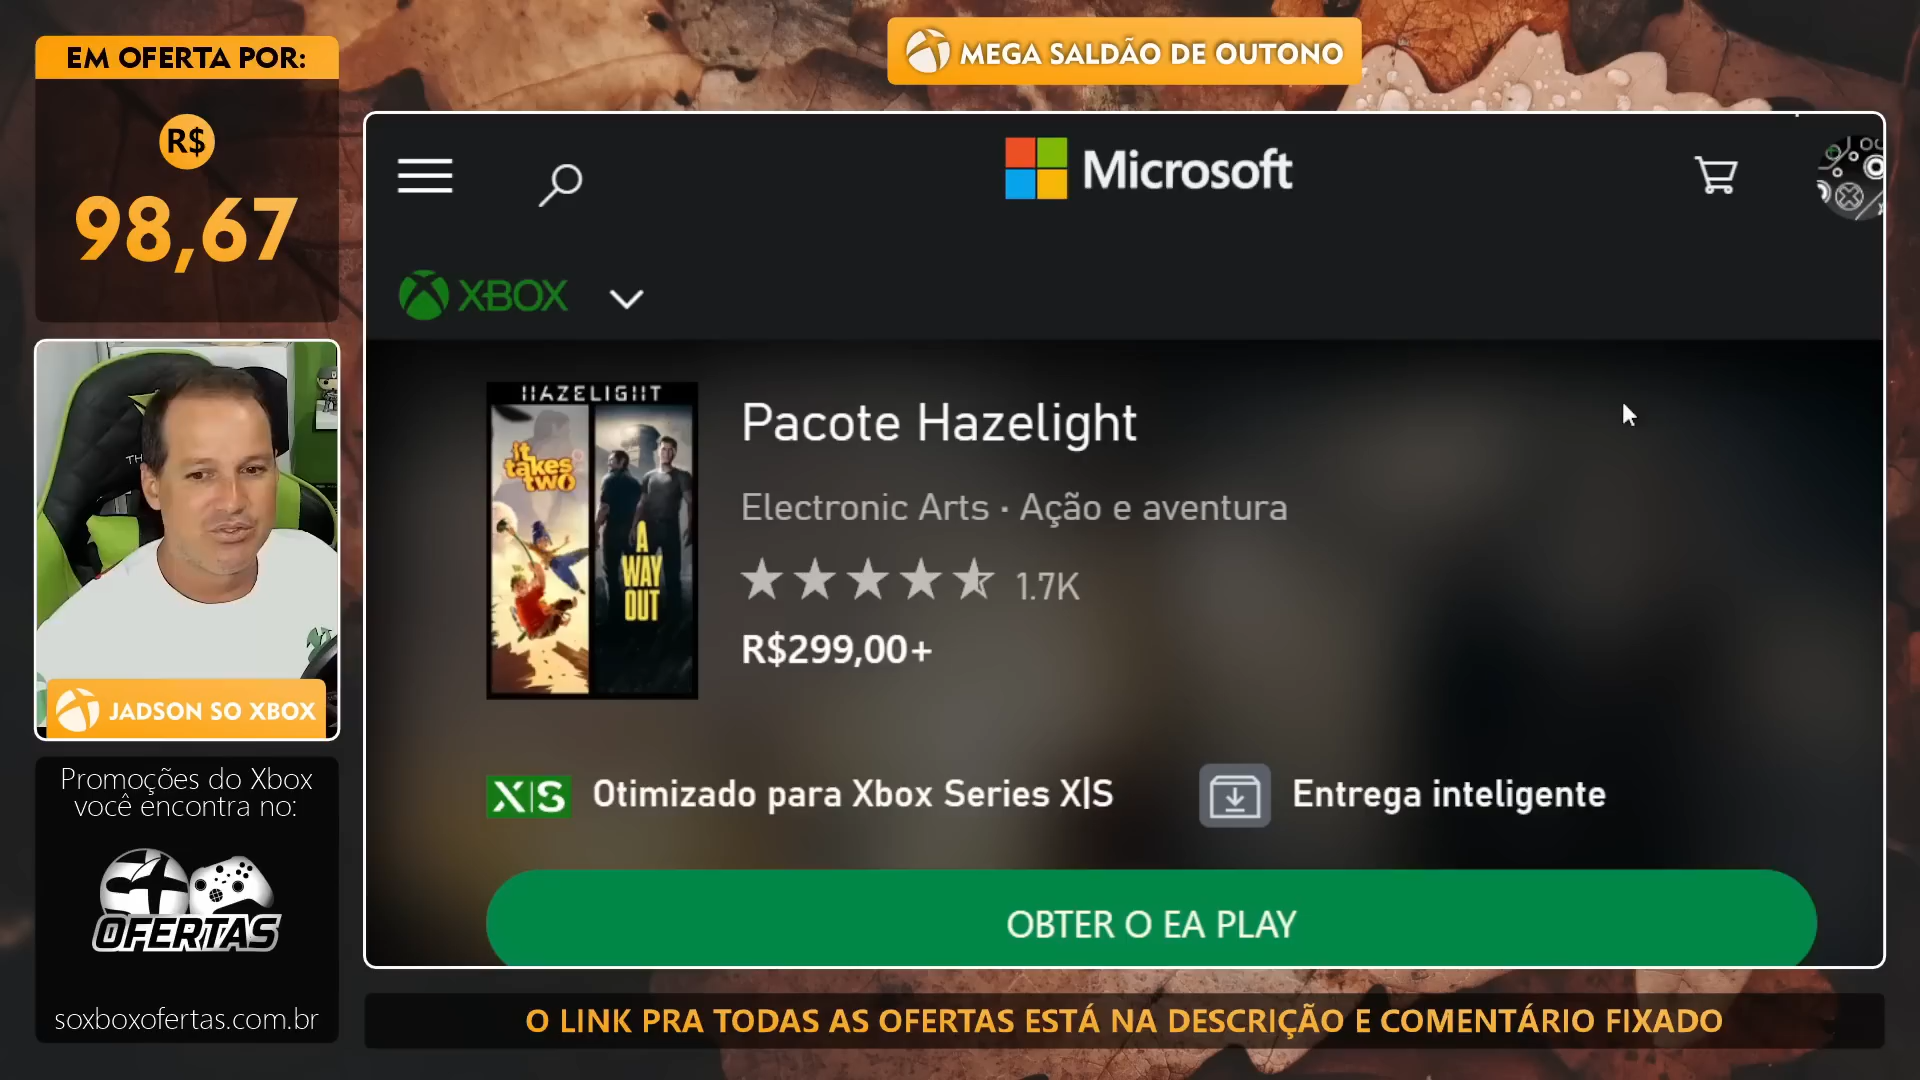 EM OFERTA POR:
R$
98,67
MEGA SALDÃO DE OUTONO
Microsoft
XBOX
HAZELIGHT
it
takes
two
A
WAY
OUT
Pacote Hazelight
Electronic Arts · Ação e aventura
1.7K
R$299,00+
X|S
Otimizado para Xbox Series X|S
Entrega inteligente
OBTER O EA PLAY
TH
JADSON SO XBOX
Promoções do Xbox
você encontra no:
OFERTAS
soxboxofertas.com.br
O LINK PRA TODAS AS OFERTAS ESTÁ NA DESCRIÇÃO E COMENTÁRIO FIXADO